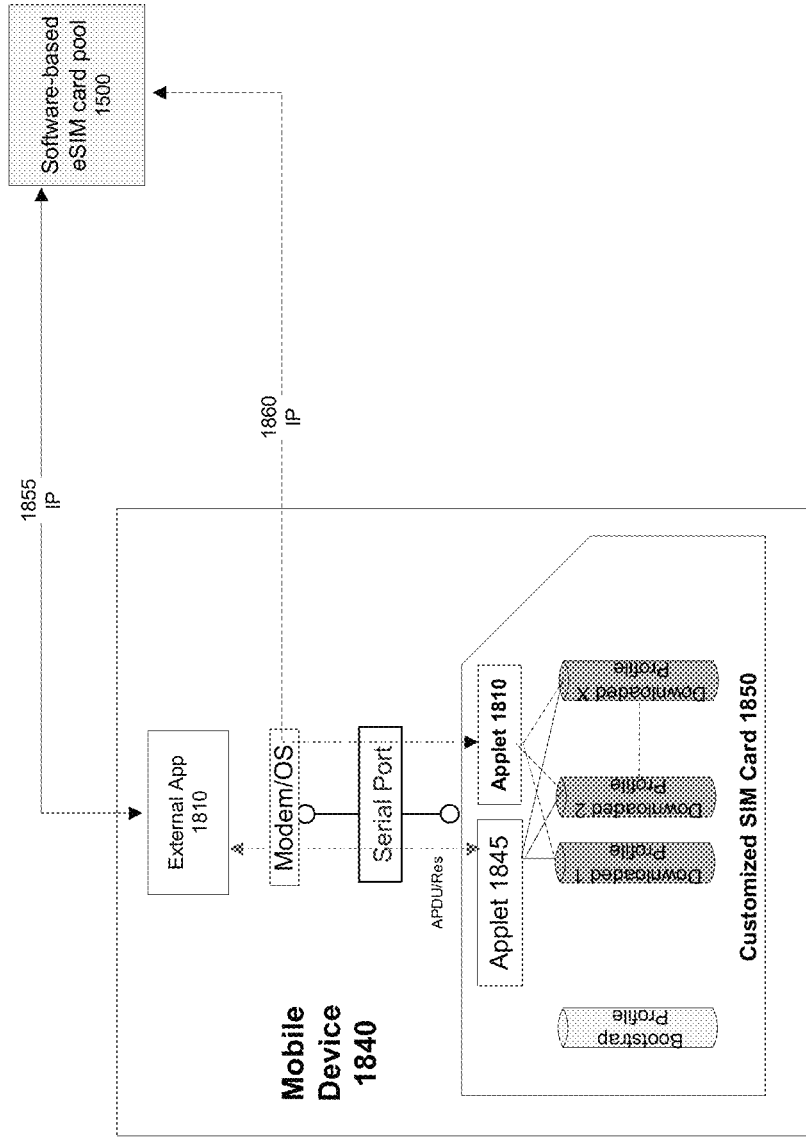 Software-based
eSIM card pool
1500
1855
IP
1860
IP
External App
1810
Modem/OS
Serial Port
APDU/Res
Mobile
Device
1840
Applet 1845
Applet 1810
Bootstrap
Profile
Downloaded 1
Profile
Downloaded 2
Profile
Downloaded X
Profile
Customized SIM Card 1850